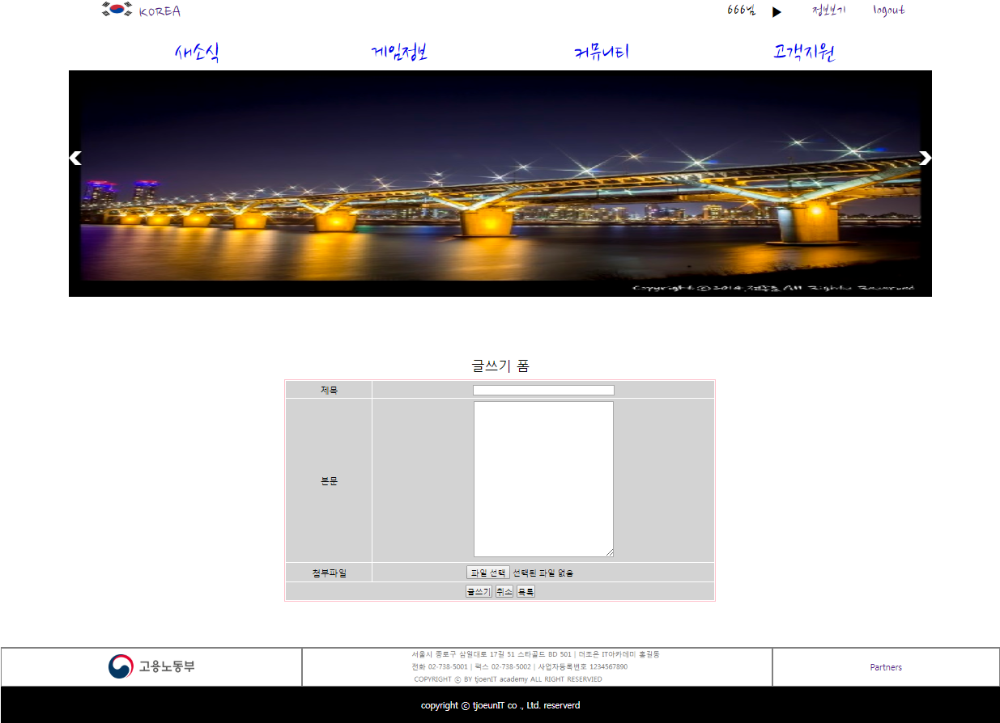 KOREA
666님 ▶ 정보보기 logout
새소식 게임정보 커뮤니티 고객지원
Copyright ⓒ 2014. All Rights Reserved
글쓰기 폼
제목
본문
첨부파일 파일 선택 선택된 파일 없음
글쓰기 취소 목록
고용노동부
서울시 종로구 삼일대로 17길 51 스타골드 BD 501 | 더조은 IT아카데미 홍길동
전화 02-738-5001 | 팩스 02-738-5002 | 사업자등록번호 1234567890
COPYRIGHT ⓒ BY tjoenIT academy ALL RIGHT RESERVIED
Partners
copyright ⓒ tjoeunIT co ., Ltd. reserverd